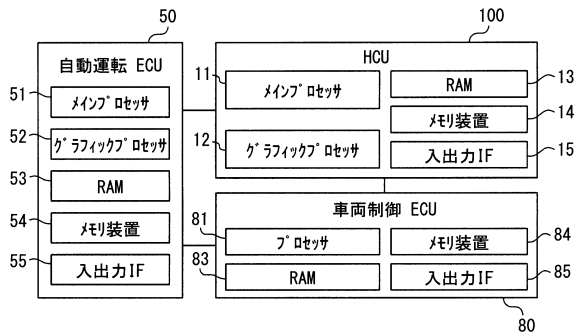 50
自動運転 ECU
51 ﾒｲﾝﾌﾟﾛｾｯｻ
52 ｸﾞﾗﾌｨｯｸﾌﾟﾛｾｯｻ
53 RAM
54 ﾒﾓﾘ装置
55 入出力IF
100
HCU
11 ﾒｲﾝﾌﾟﾛｾｯｻ
12 ｸﾞﾗﾌｨｯｸﾌﾟﾛｾｯｻ
RAM 13
ﾒﾓﾘ装置 14
入出力IF 15
車両制御 ECU
81 ﾌﾟﾛｾｯｻ
ﾒﾓﾘ装置 84
83 RAM
入出力IF 85
80